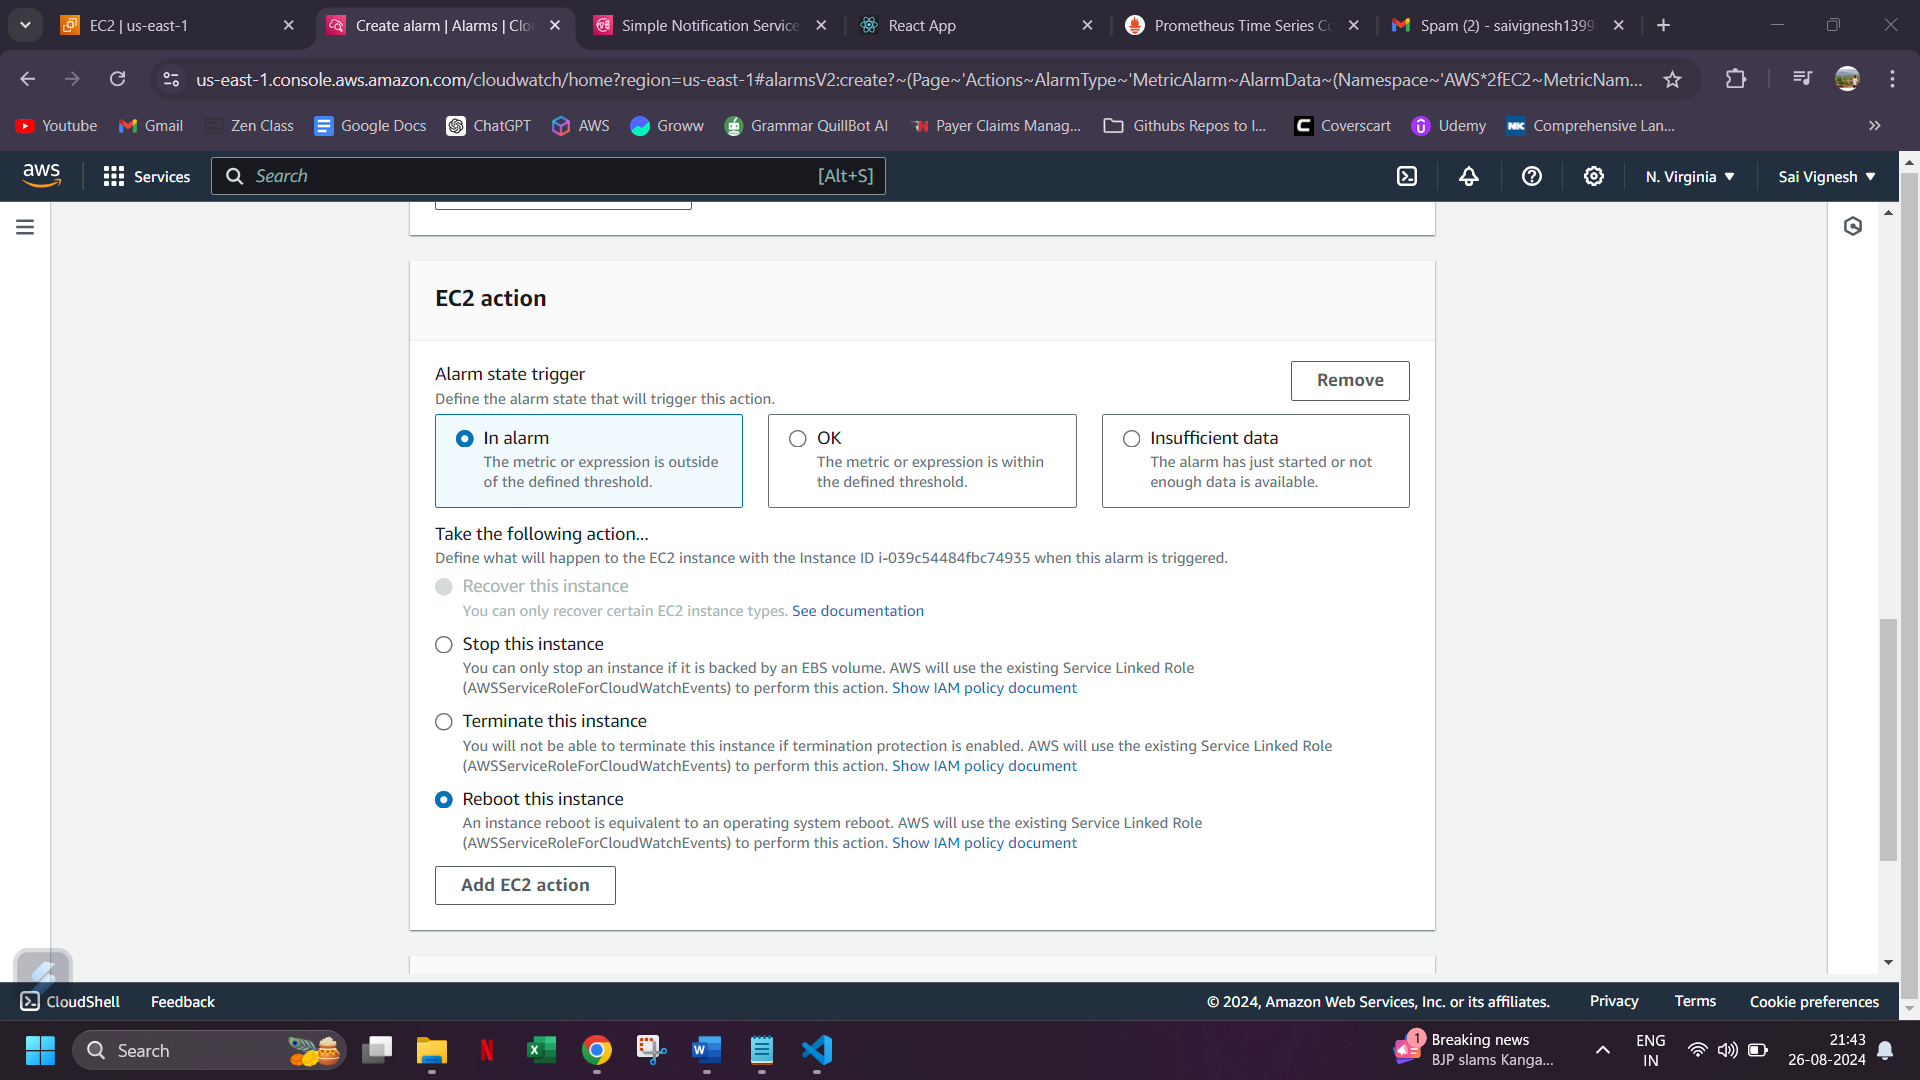 EC2 | us-east-1
Create alarm | Alarms | Clo
Simple Notification Service
React App
Prometheus Time Series Co
Spam (2) - saivignesh1399
us-east-1.console.aws.amazon.com/cloudwatch/home?region=us-east-1#alarmsV2:create?~(Page~'Actions~AlarmType~'MetricAlarm~AlarmData~(Namespace~'AWS*2fEC2~MetricNam...
Youtube
Gmail
Zen Class
Google Docs
ChatGPT
AWS
Groww
Grammar QuillBot AI
Payer Claims Manag...
Githubs Repos to l...
Coverscart
Udemy
NK
Comprehensive Lan...
aws
Services
Search
[Alt+S]
N. Virginia
Sai Vignesh
EC2 action
Alarm state trigger
Define the alarm state that will trigger this action.
Remove
In alarm
The metric or expression is outside
of the defined threshold.
OK
The metric or expression is within
the defined threshold.
Insufficient data
The alarm has just started or not
enough data is available.
Take the following action...
Define what will happen to the EC2 instance with the Instance ID i-039c54484fbc74935 when this alarm is triggered.
Recover this instance
You can only recover certain EC2 instance types. See documentation
Stop this instance
You can only stop an instance if it is backed by an EBS volume. AWS will use the existing Service Linked Role
(AWSServiceRoleForCloudWatchEvents) to perform this action. Show IAM policy document
Terminate this instance
You will not be able to terminate this instance if termination protection is enabled. AWS will use the existing Service Linked Role
(AWSServiceRoleForCloudWatchEvents) to perform this action. Show IAM policy document
Reboot this instance
An instance reboot is equivalent to an operating system reboot. AWS will use the existing Service Linked Role
(AWSServiceRoleForCloudWatchEvents) to perform this action. Show IAM policy document
Add EC2 action
CloudShell
Feedback
© 2024, Amazon Web Services, Inc. or its affiliates.
Privacy
Terms
Cookie preferences
Search
1
Breaking news
BJP slams Kanga...
ENG
IN
21:43
26-08-2024